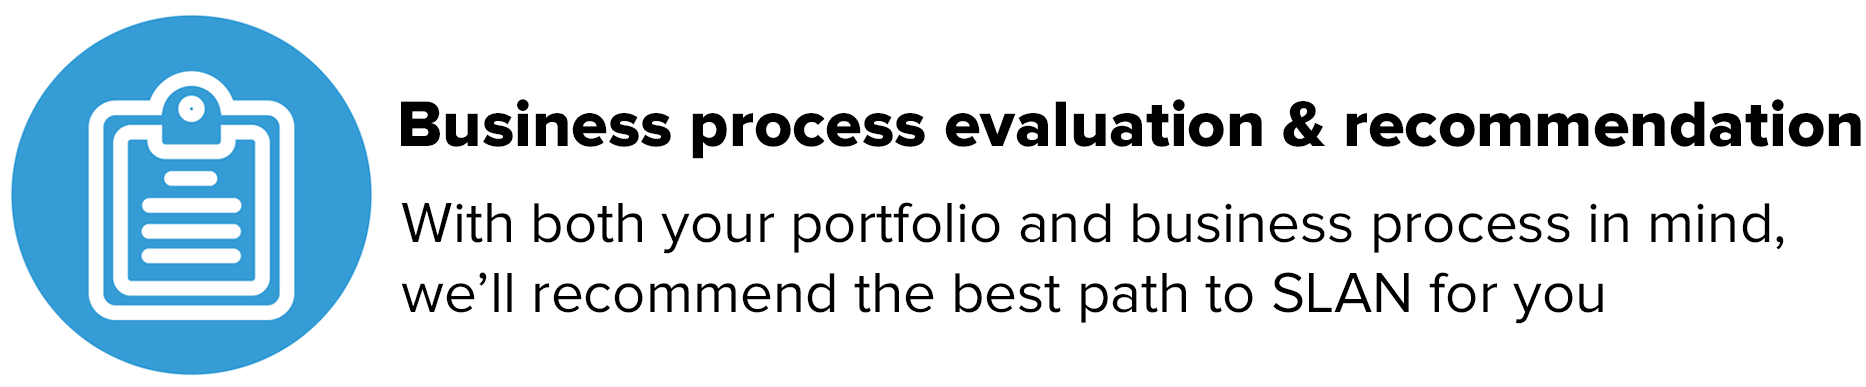 Business process evaluation & recommendation
With both your portfolio and business process in mind,
we’ll recommend the best path to SLAN for you